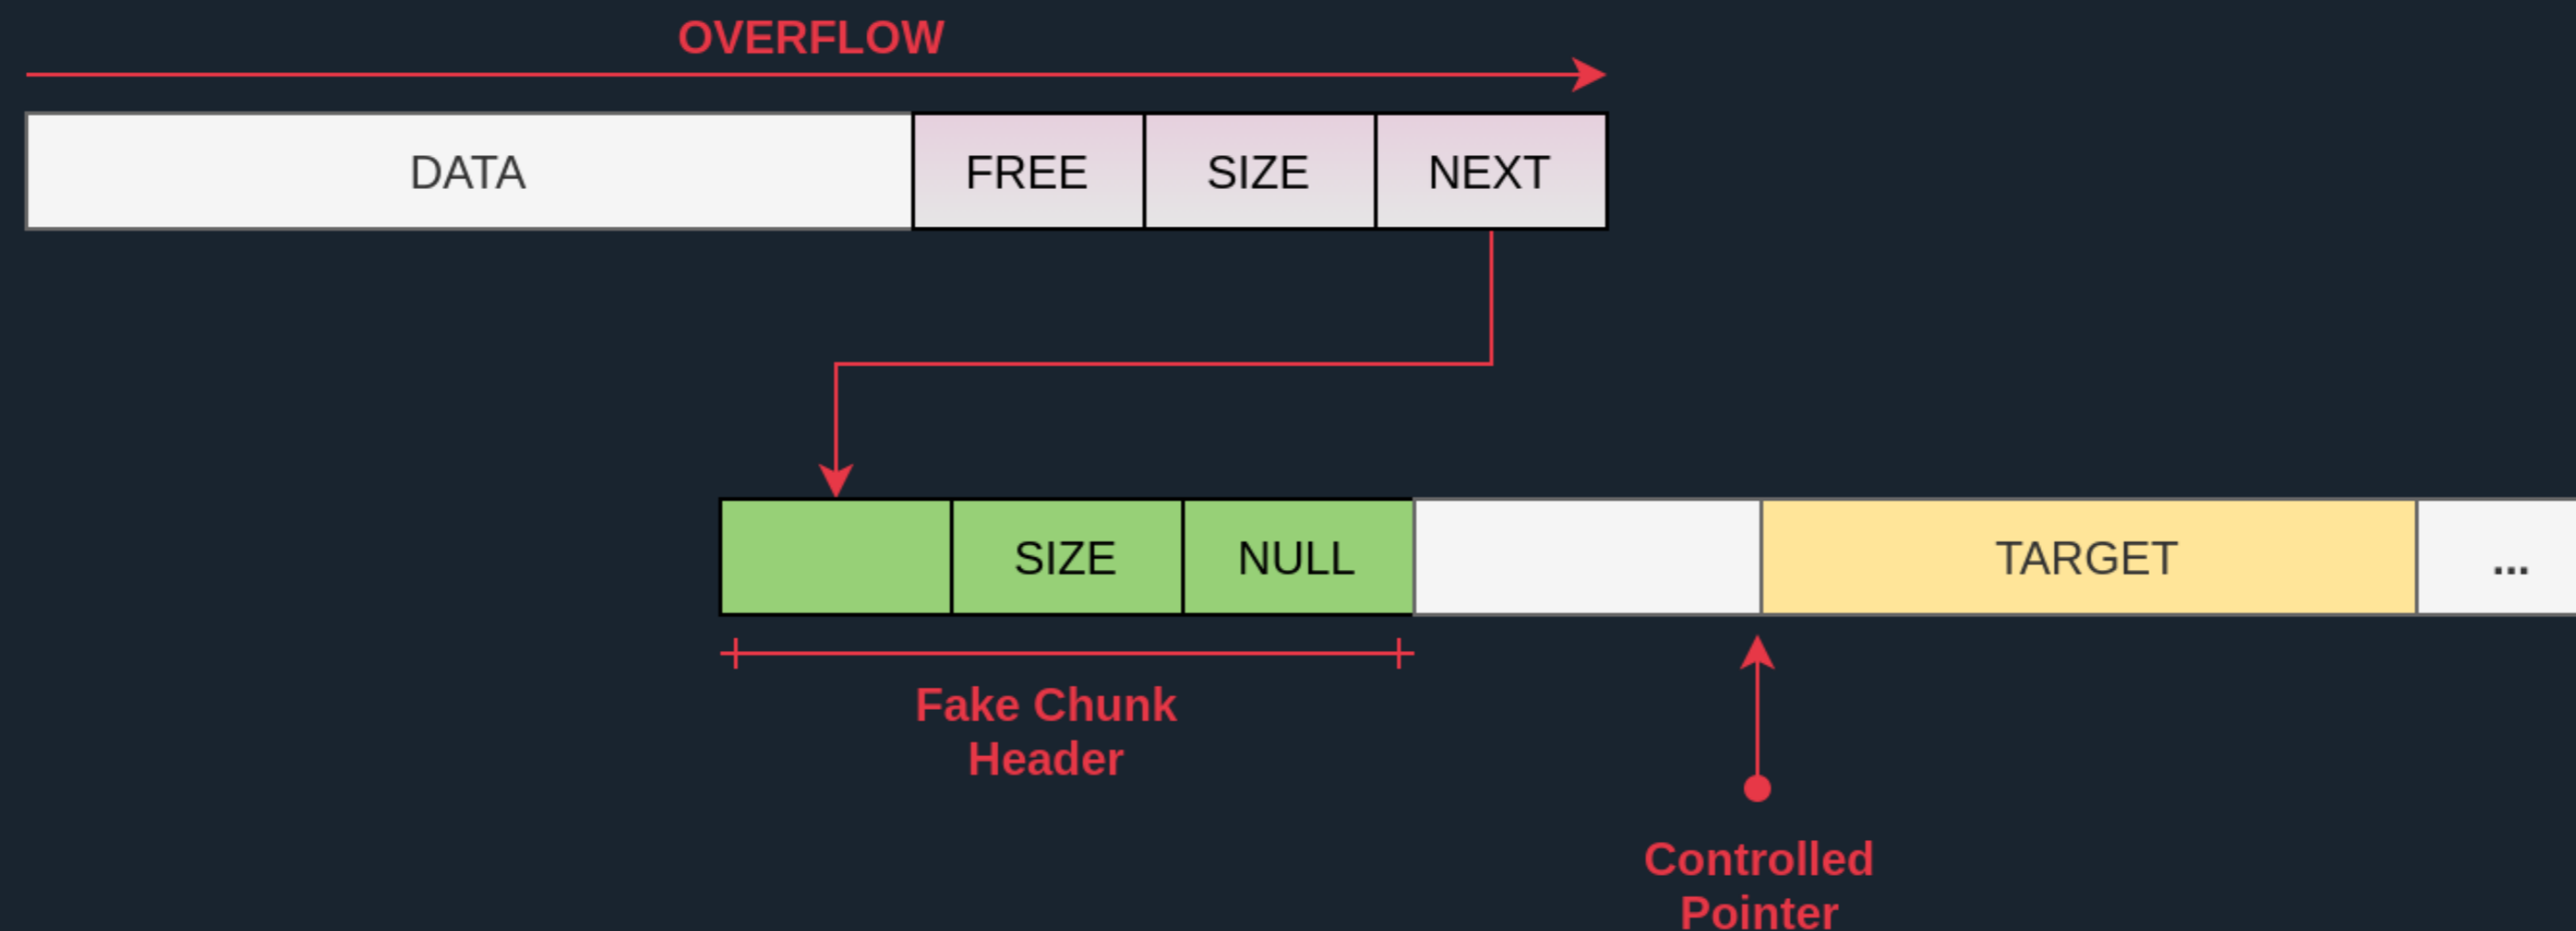 OVERFLOW
DATA FREE SIZE NEXT
SIZE NULL TARGET ...
Fake Chunk
Header
Controlled
Pointer